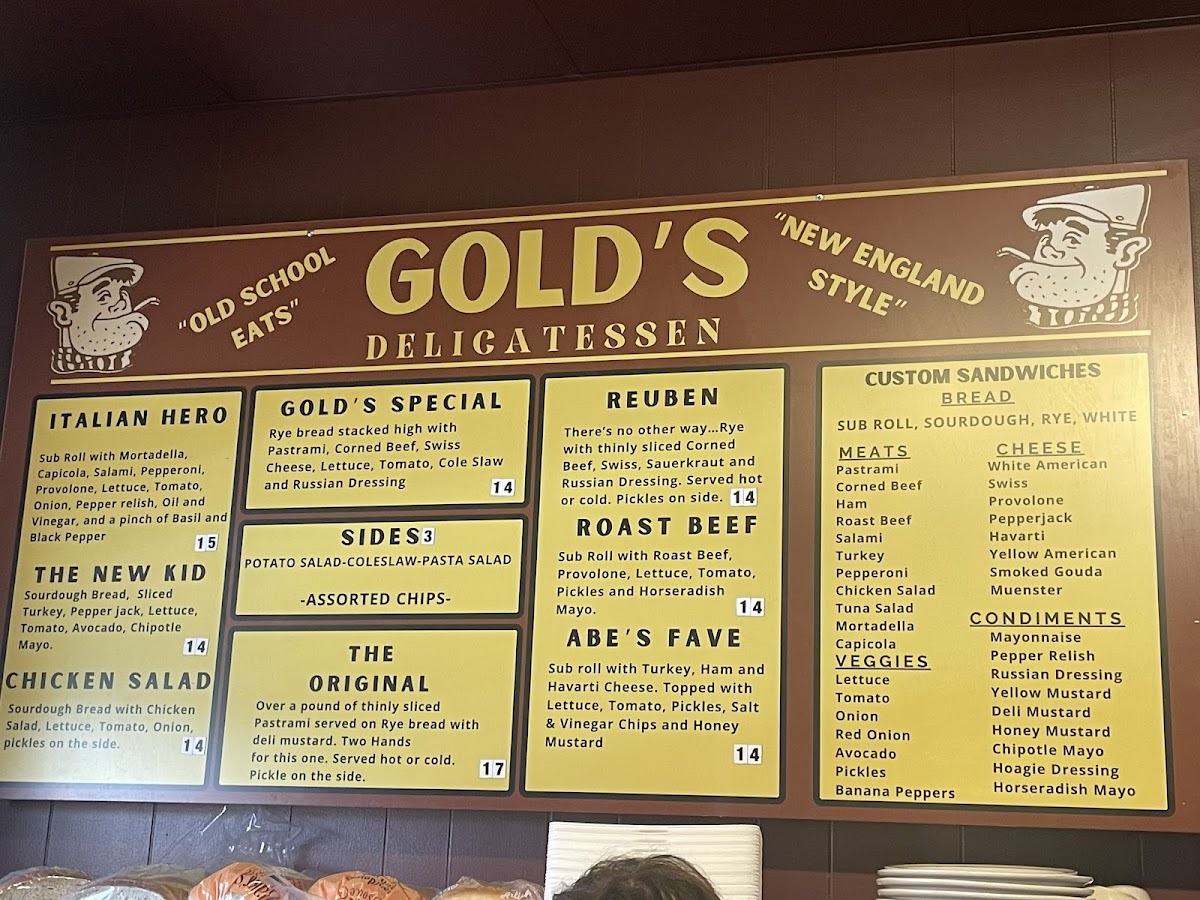 "OLD SCHOOL
EATS"
GOLD'S
DELICATESSEN
"NEW ENGLAND
STYLE"
ITALIAN HERO
Sub Roll with Mortadella,
Capicola, Salami, Pepperoni,
Provolone, Lettuce, Tomato,
Onion, Pepper relish, Oil and
Vinegar, and a pinch of Basil and
Black Pepper
15
THE NEW KID
Sourdough Bread, Sliced
Turkey, Pepper jack, Lettuce,
Tomato, Avocado, Chipotle
Mayo.
14
CHICKEN SALAD
Sourdough Bread with Chicken
Salad, Lettuce, Tomato, Onion,
pickles on the side.
14
GOLD'S SPECIAL
Rye bread stacked high with
Pastrami, Corned Beef, Swiss
Cheese, Lettuce, Tomato, Cole Slaw
and Russian Dressing
14
SIDES 3
POTATO SALAD-COLESLAW-PASTA SALAD
-ASSORTED CHIPS-
THE
ORIGINAL
Over a pound of thinly sliced
Pastrami served on Rye bread with
deli mustard. Two Hands
for this one. Served hot or cold.
Pickle on the side.
17
REUBEN
There's no other way...Rye
with thinly sliced Corned
Beef, Swiss, Sauerkraut and
Russian Dressing. Served hot
or cold. Pickles on side. 14
ROAST BEEF
Sub Roll with Roast Beef,
Provolone, Lettuce, Tomato,
Pickles and Horseradish
Mayo.
14
ABE'S FAVE
Sub roll with Turkey, Ham and
Havarti Cheese. Topped with
Lettuce, Tomato, Pickles, Salt
& Vinegar Chips and Honey
Mustard
14
CUSTOM SANDWICHES
BREAD
SUB ROLL, SOURDOUGH, RYE, WHITE
MEATS
Pastrami
Corned Beef
Ham
Roast Beef
Salami
Turkey
Pepperoni
Chicken Salad
Tuna Salad
Mortadella
Capicola
VEGGIES
Lettuce
Tomato
Onion
Red Onion
Avocado
Pickles
Banana Peppers
CHEESE
White American
Swiss
Provolone
Pepperjack
Havarti
Yellow American
Smoked Gouda
Muenster
CONDIMENTS
Mayonnaise
Pepper Relish
Russian Dressing
Yellow Mustard
Deli Mustard
Honey Mustard
Chipotle Mayo
Hoagie Dressing
Horseradish Mayo